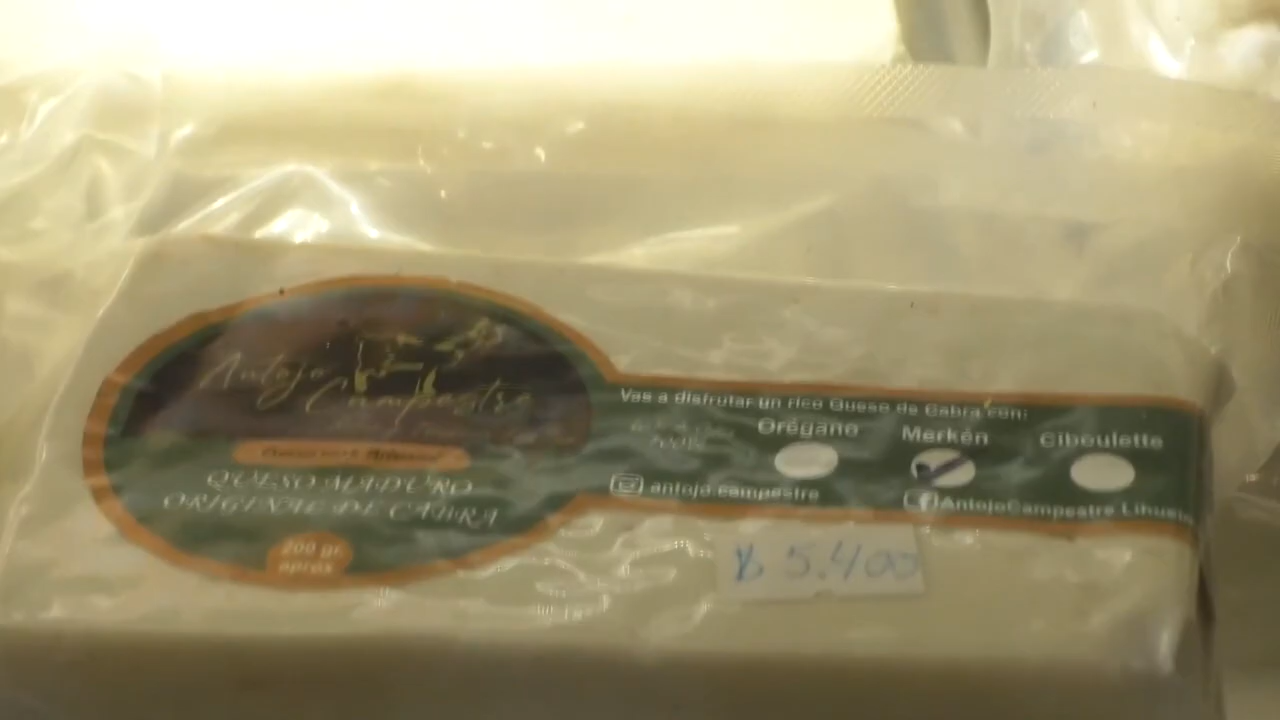 Antojo
Campestre
QUESO MADURO
ORIGINAL DE CABRA
200 gr.
aprox
Vas a disfrutar un rico Queso de Cabra con:
Orégano Merkén Ciboulette
antojo.campestre
AntojoCampestre Lihueim
$ 5.400